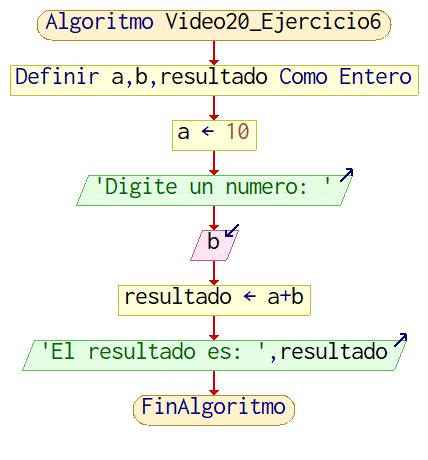 Algoritmo Video20_Ejercicio6
Definir a,b,resultado Como Entero
a ← 10
'Digite un numero: '
b
resultado ← a+b
'El resultado es: ',resultado
FinAlgoritmo